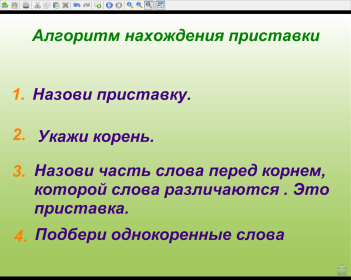 Алгоритм нахождения приставки
1. Назови приставку.
2. Укажи корень.
3. Назови часть слова перед корнем,
которой слова различаются . Это
приставка.
4. Подбери однокоренные слова